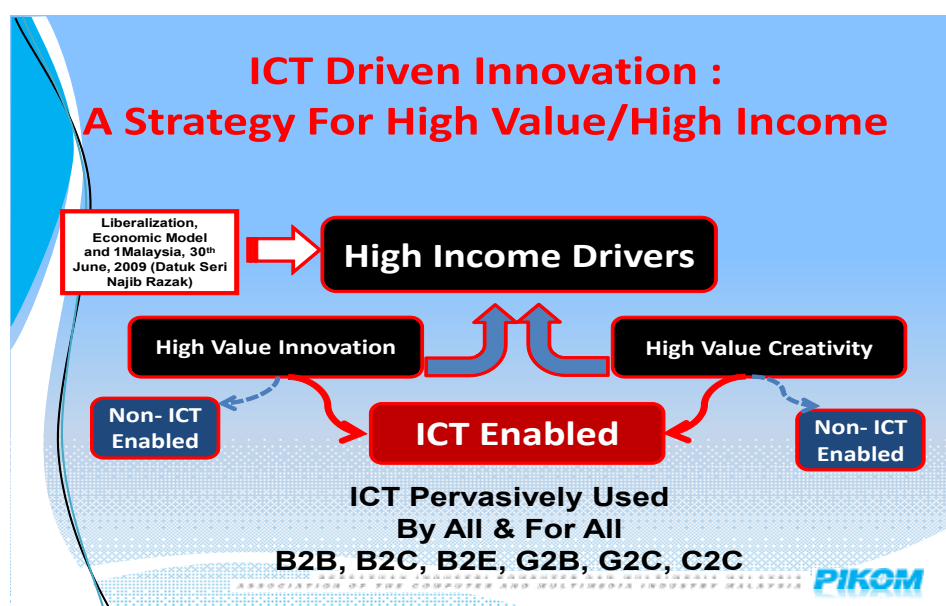 ICT Driven Innovation :
A Strategy For High Value/High Income
Liberalization,
Economic Model
and 1Malaysia, 30th
June, 2009 (Datuk Seri
Najib Razak)
High Income Drivers
High Value Innovation
High Value Creativity
Non- ICT
Enabled
ICT Enabled
Non- ICT
Enabled
ICT Pervasively Used
By All & For All
B2B, B2C, B2E, G2B, G2C, C2C
ASSOCIATION OF THE COMPUTER AND MULTIMEDIA INDUSTRY MALAYSIA
PIKOM